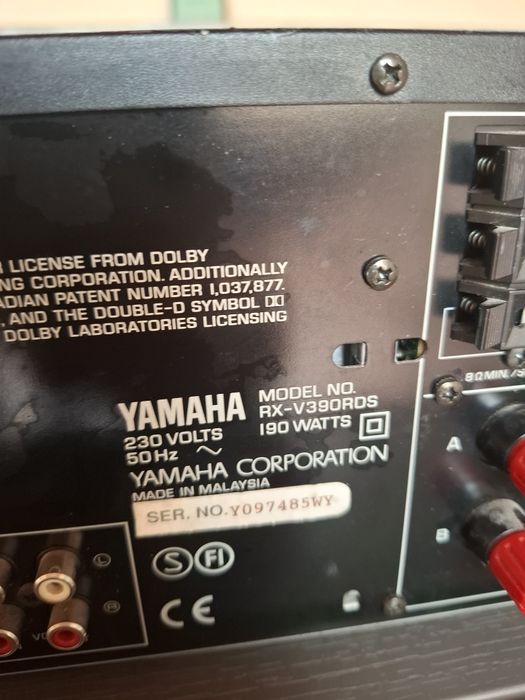 LICENSE FROM DOLBY
NG CORPORATION. ADDITIONALLY
ADIAN PATENT NUMBER 1,037,877.
, AND THE DOUBLE-D SYMBOL
DOLBY LABORATORIES LICENSING
YAMAHA
MODEL NO.
RX-V390RDS
230 VOLTS
190 WATTS
50 Hz ~
YAMAHA CORPORATION
MADE IN MALAYSIA
SER. NO. Y097485WY
S FI
CE
8ΩMIN./S
A
B
L
R